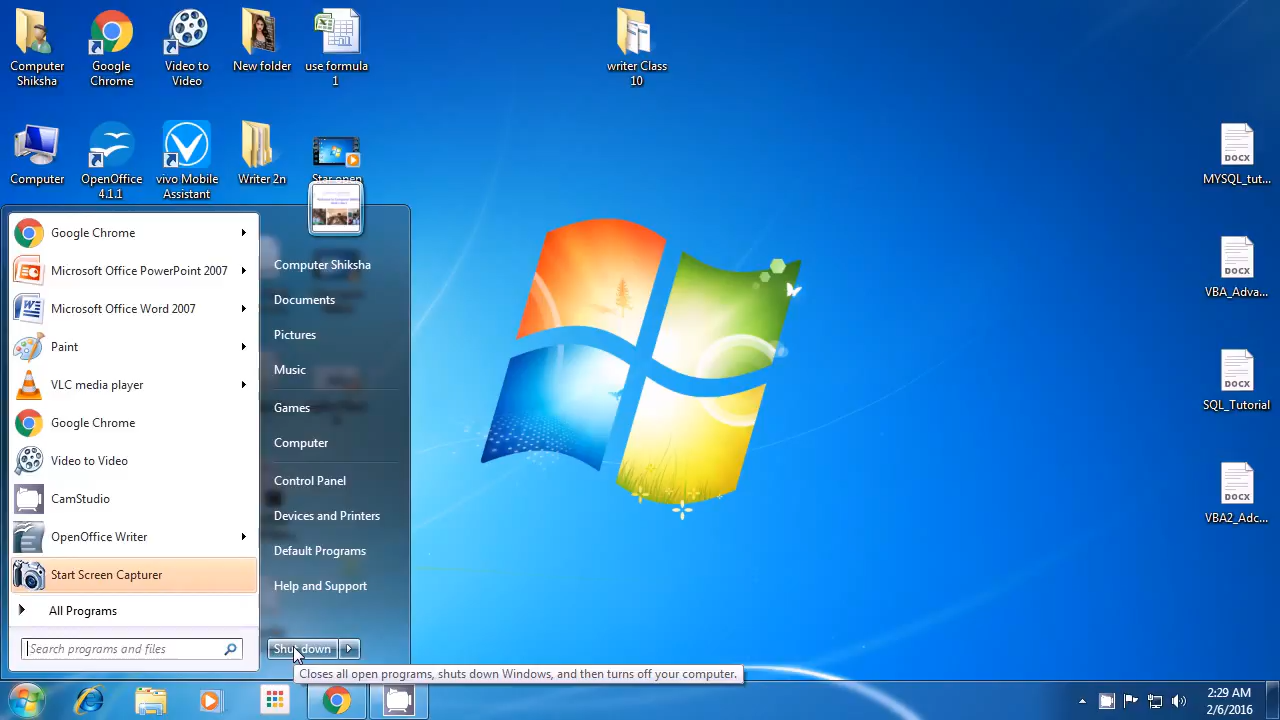 Computer
Shiksha
Google
Chrome
Video to
Video
New folder
use formula
1
writer Class
10
Computer
OpenOffice
4.1.1
vivo Mobile
Assistant
Writer 2n
Star open
DOCX
MYSQL_tut...
DOCX
VBA_Adva...
DOCX
SQL_Tutorial
DOCX
VBA2_Adc...
Google Chrome
Microsoft Office PowerPoint 2007
Microsoft Office Word 2007
Paint
VLC media player
Google Chrome
Video to Video
CamStudio
OpenOffice Writer
Start Screen Capturer
All Programs
Search programs and files
Computer Shiksha
Documents
Pictures
Music
Games
Computer
Control Panel
Devices and Printers
Default Programs
Help and Support
Shut down
Closes all open programs, shuts down Windows, and then turns off your computer.
2:29 AM
2/6/2016